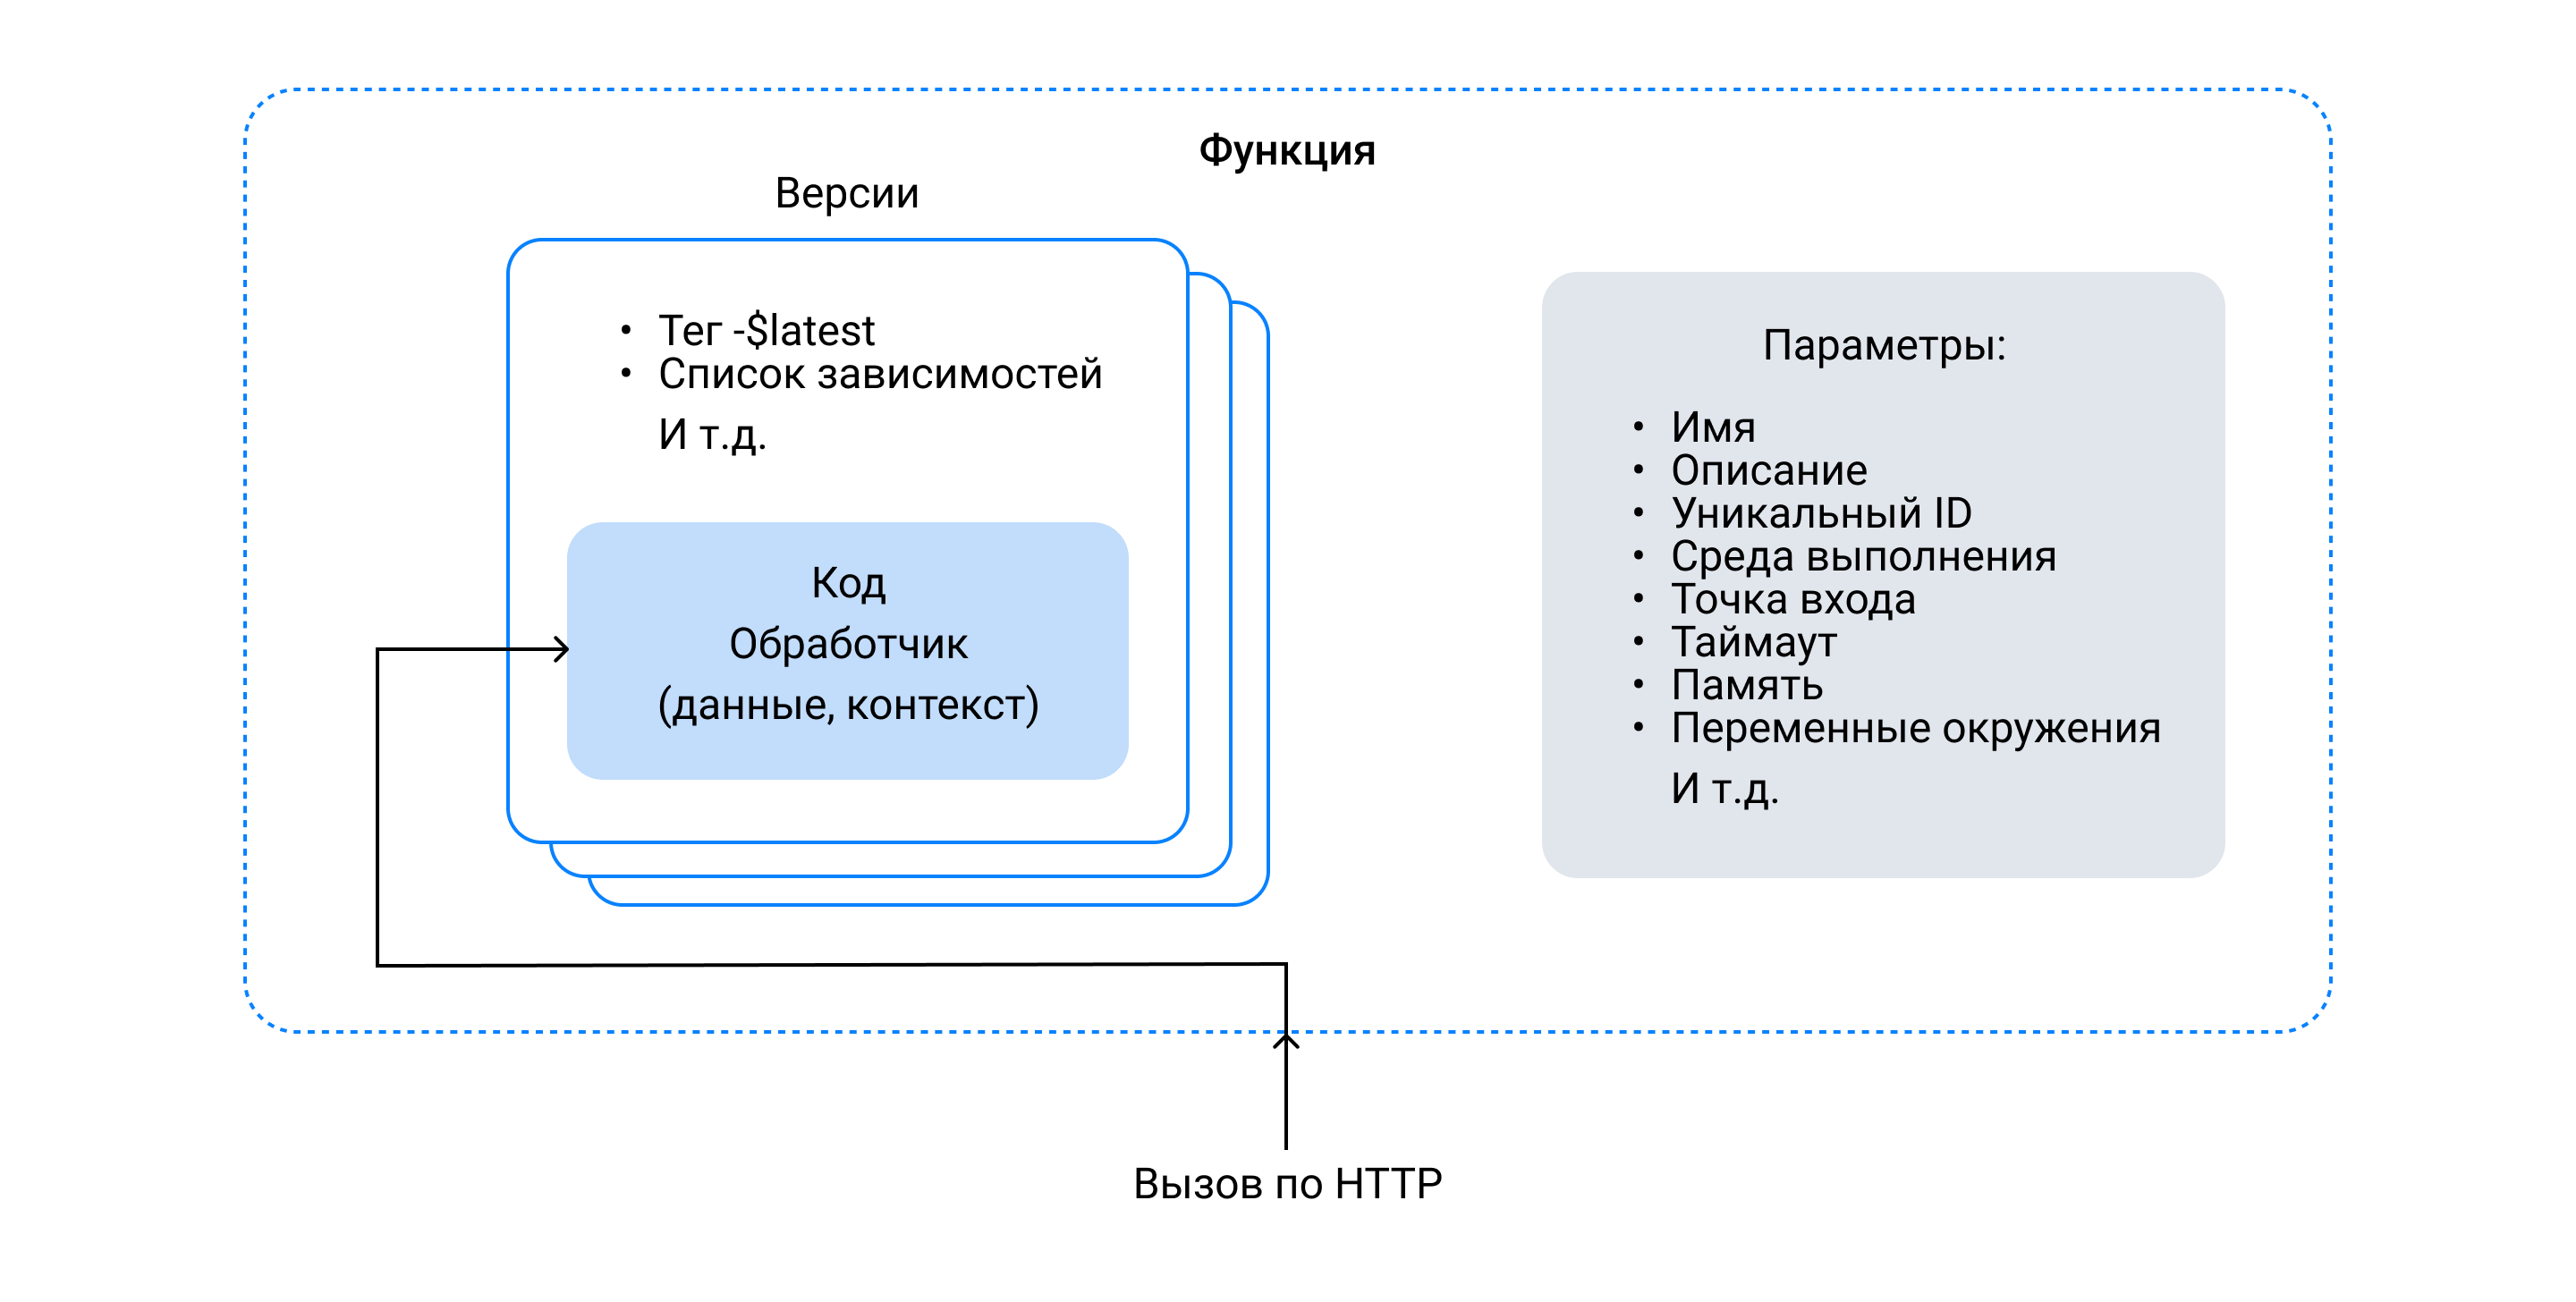 Функция
Версии
• Тег -$latest
• Список зависимостей
И т.д.
Код
Обработчик
(данные, контекст)
Параметры:
• Имя
• Описание
• Уникальный ID
• Среда выполнения
• Точка входа
• Таймаут
• Память
• Переменные окружения
И т.д.
Вызов по HTTP